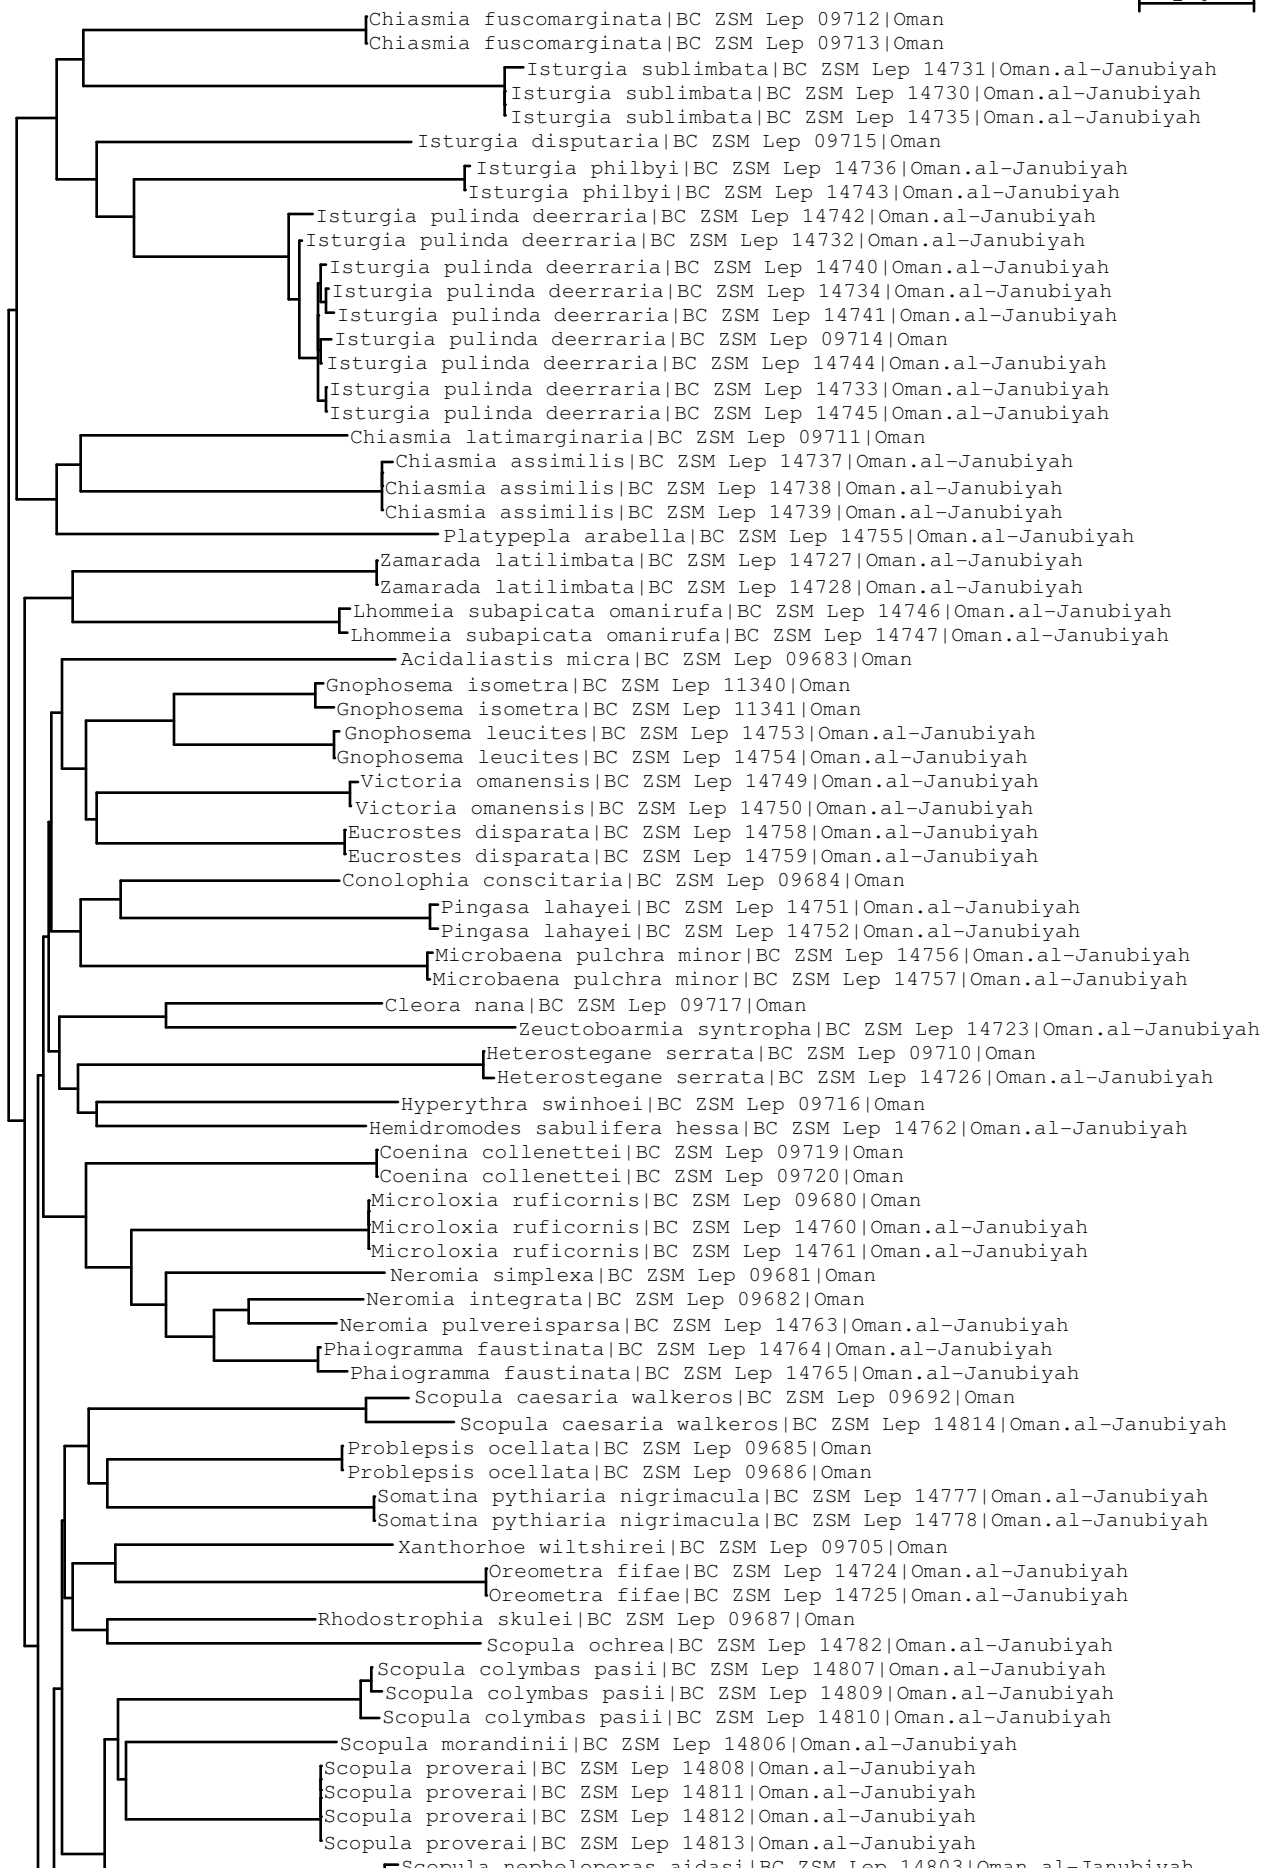 Chiasmia fuscomarginata|BC ZSM Lep 09712|Oman
Chiasmia fuscomarginata|BC ZSM Lep 09713|Oman
Isturgia sublimbata|BC ZSM Lep 14731|Oman.al-Janubiyah
Isturgia sublimbata|BC ZSM Lep 14730|Oman.al-Janubiyah
Isturgia sublimbata|BC ZSM Lep 14735|Oman.al-Janubiyah
Isturgia disputaria|BC ZSM Lep 09715|Oman
Isturgia philbyi|BC ZSM Lep 14736|Oman.al-Janubiyah
Isturgia philbyi|BC ZSM Lep 14743|Oman.al-Janubiyah
Isturgia pulinda deerraria|BC ZSM Lep 14742|Oman.al-Janubiyah
Isturgia pulinda deerraria|BC ZSM Lep 14732|Oman.al-Janubiyah
Isturgia pulinda deerraria|BC ZSM Lep 14740|Oman.al-Janubiyah
Isturgia pulinda deerraria|BC ZSM Lep 14734|Oman.al-Janubiyah
Isturgia pulinda deerraria|BC ZSM Lep 14741|Oman.al-Janubiyah
Isturgia pulinda deerraria|BC ZSM Lep 09714|Oman
Isturgia pulinda deerraria|BC ZSM Lep 14744|Oman.al-Janubiyah
Isturgia pulinda deerraria|BC ZSM Lep 14733|Oman.al-Janubiyah
Isturgia pulinda deerraria|BC ZSM Lep 14745|Oman.al-Janubiyah
Chiasmia latimarginaria|BC ZSM Lep 09711|Oman
Chiasmia assimilis|BC ZSM Lep 14737|Oman.al-Janubiyah
Chiasmia assimilis|BC ZSM Lep 14738|Oman.al-Janubiyah
Chiasmia assimilis|BC ZSM Lep 14739|Oman.al-Janubiyah
Platypepla arabella|BC ZSM Lep 14755|Oman.al-Janubiyah
Zamarada latilimbata|BC ZSM Lep 14727|Oman.al-Janubiyah
Zamarada latilimbata|BC ZSM Lep 14728|Oman.al-Janubiyah
Lhommeia subapicata omanirufa|BC ZSM Lep 14746|Oman.al-Janubiyah
Lhommeia subapicata omanirufa|BC ZSM Lep 14747|Oman.al-Janubiyah
Acidaliastis micra|BC ZSM Lep 09683|Oman
Gnophosema isometra|BC ZSM Lep 11340|Oman
Gnophosema isometra|BC ZSM Lep 11341|Oman
Gnophosema leucites|BC ZSM Lep 14753|Oman.al-Janubiyah
Gnophosema leucites|BC ZSM Lep 14754|Oman.al-Janubiyah
Victoria omanensis|BC ZSM Lep 14749|Oman.al-Janubiyah
Victoria omanensis|BC ZSM Lep 14750|Oman.al-Janubiyah
Eucrostes disparata|BC ZSM Lep 14758|Oman.al-Janubiyah
Eucrostes disparata|BC ZSM Lep 14759|Oman.al-Janubiyah
Conolophia conscitaria|BC ZSM Lep 09684|Oman
Pingasa lahayei|BC ZSM Lep 14751|Oman.al-Janubiyah
Pingasa lahayei|BC ZSM Lep 14752|Oman.al-Janubiyah
Microbaena pulchra minor|BC ZSM Lep 14756|Oman.al-Janubiyah
Microbaena pulchra minor|BC ZSM Lep 14757|Oman.al-Janubiyah
Cleora nana|BC ZSM Lep 09717|Oman
Zeuctoboarmia syntropha|BC ZSM Lep 14723|Oman.al-Janubiyah
Heterostegane serrata|BC ZSM Lep 09710|Oman
Heterostegane serrata|BC ZSM Lep 14726|Oman.al-Janubiyah
Hyperythra swinhoei|BC ZSM Lep 09716|Oman
Hemidromodes sabulifera hessa|BC ZSM Lep 14762|Oman.al-Janubiyah
Coenina collenettei|BC ZSM Lep 09719|Oman
Coenina collenettei|BC ZSM Lep 09720|Oman
Microloxia ruficornis|BC ZSM Lep 09680|Oman
Microloxia ruficornis|BC ZSM Lep 14760|Oman.al-Janubiyah
Microloxia ruficornis|BC ZSM Lep 14761|Oman.al-Janubiyah
Neromia simplexa|BC ZSM Lep 09681|Oman
Neromia integrata|BC ZSM Lep 09682|Oman
Neromia pulvereisparsa|BC ZSM Lep 14763|Oman.al-Janubiyah
Phaiogramma faustinata|BC ZSM Lep 14764|Oman.al-Janubiyah
Phaiogramma faustinata|BC ZSM Lep 14765|Oman.al-Janubiyah
Scopula caesaria walkeros|BC ZSM Lep 09692|Oman
Scopula caesaria walkeros|BC ZSM Lep 14814|Oman.al-Janubiyah
Problepsis ocellata|BC ZSM Lep 09685|Oman
Problepsis ocellata|BC ZSM Lep 09686|Oman
Somatina pythiaria nigrimacula|BC ZSM Lep 14777|Oman.al-Janubiyah
Somatina pythiaria nigrimacula|BC ZSM Lep 14778|Oman.al-Janubiyah
Xanthorhoe wiltshirei|BC ZSM Lep 09705|Oman
Oreometra fifae|BC ZSM Lep 14724|Oman.al-Janubiyah
Oreometra fifae|BC ZSM Lep 14725|Oman.al-Janubiyah
Rhodostrophia skulei|BC ZSM Lep 09687|Oman
Scopula ochrea|BC ZSM Lep 14782|Oman.al-Janubiyah
Scopula colymbas pasii|BC ZSM Lep 14807|Oman.al-Janubiyah
Scopula colymbas pasii|BC ZSM Lep 14809|Oman.al-Janubiyah
Scopula colymbas pasii|BC ZSM Lep 14810|Oman.al-Janubiyah
Scopula morandinii|BC ZSM Lep 14806|Oman.al-Janubiyah
Scopula proverai|BC ZSM Lep 14808|Oman.al-Janubiyah
Scopula proverai|BC ZSM Lep 14811|Oman.al-Janubiyah
Scopula proverai|BC ZSM Lep 14812|Oman.al-Janubiyah
Scopula proverai|BC ZSM Lep 14813|Oman.al-Janubiyah
Scopula nepheloperas aidasi|BC ZSM Lep 14803|Oman.al-Janubiyah